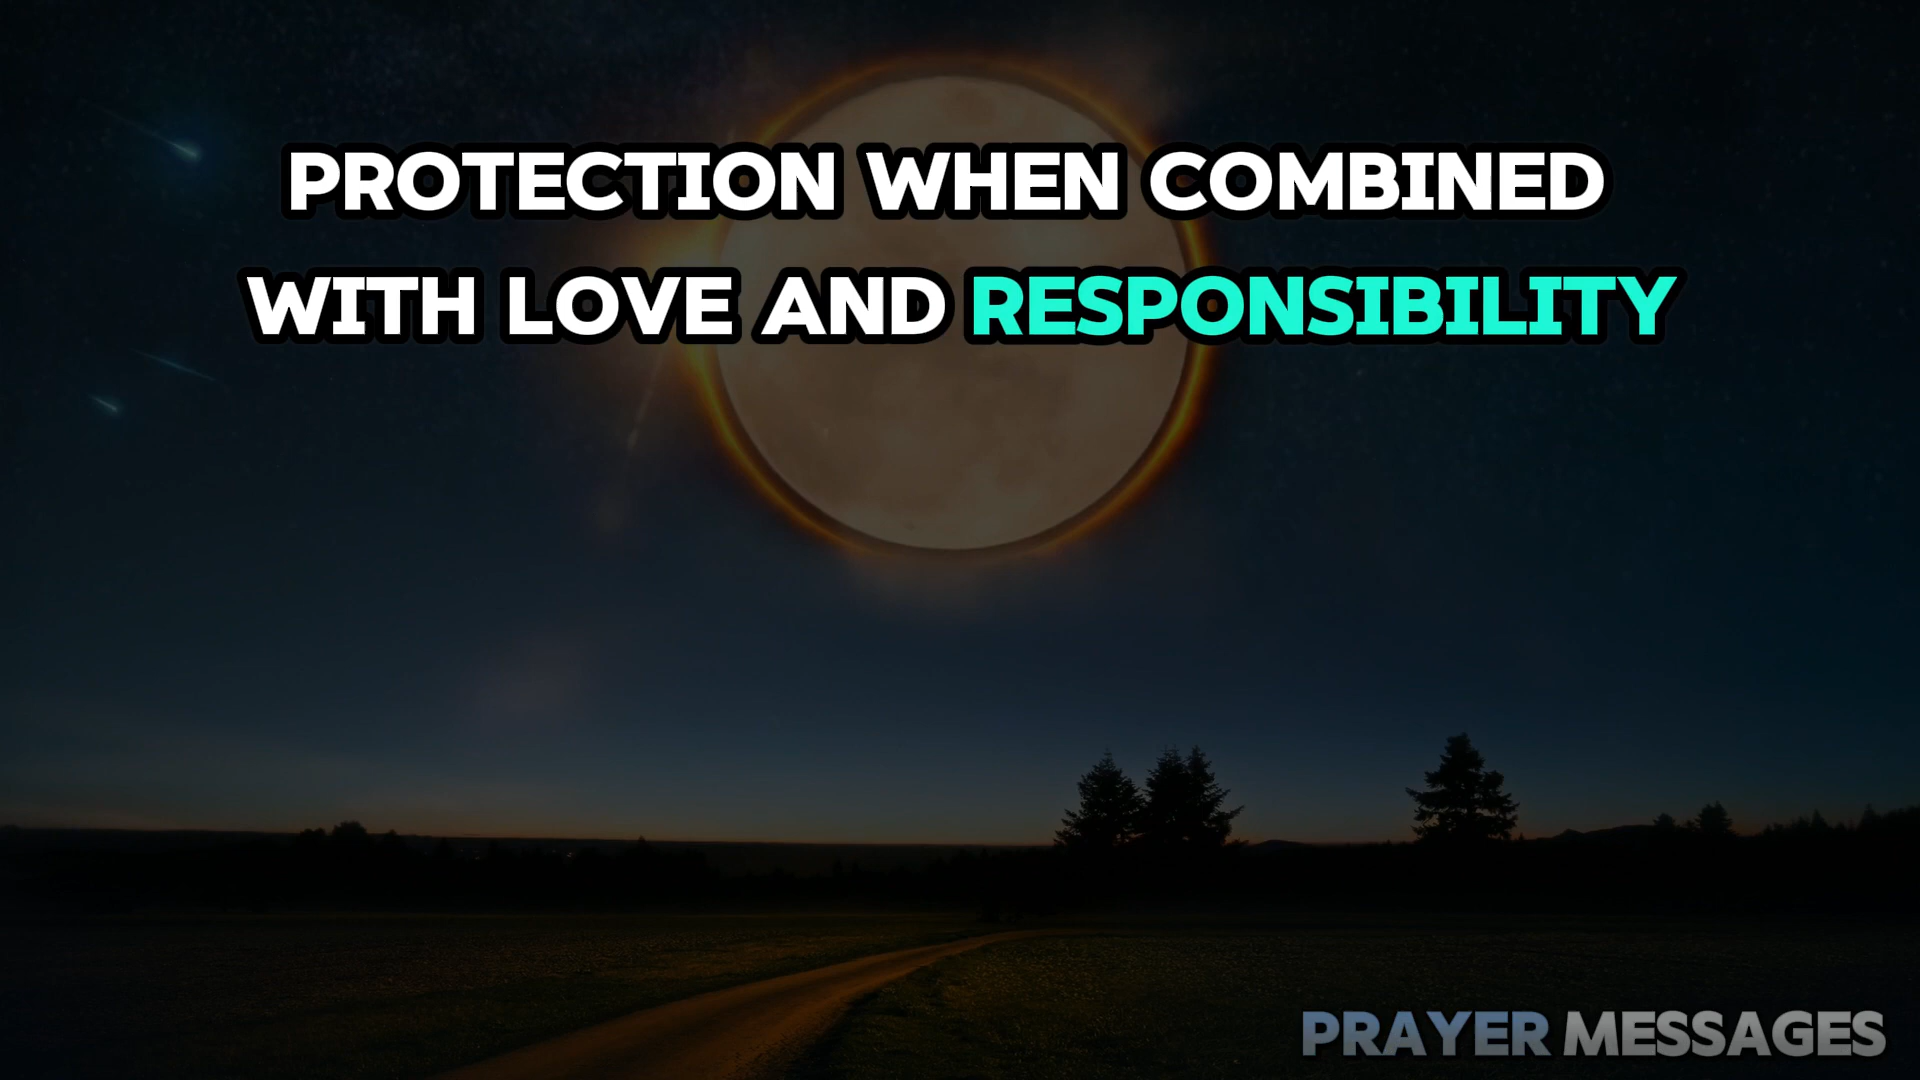 PROTECTION WHEN COMBINED
WITH LOVE AND RESPONSIBILITY
PRAYER MESSAGES